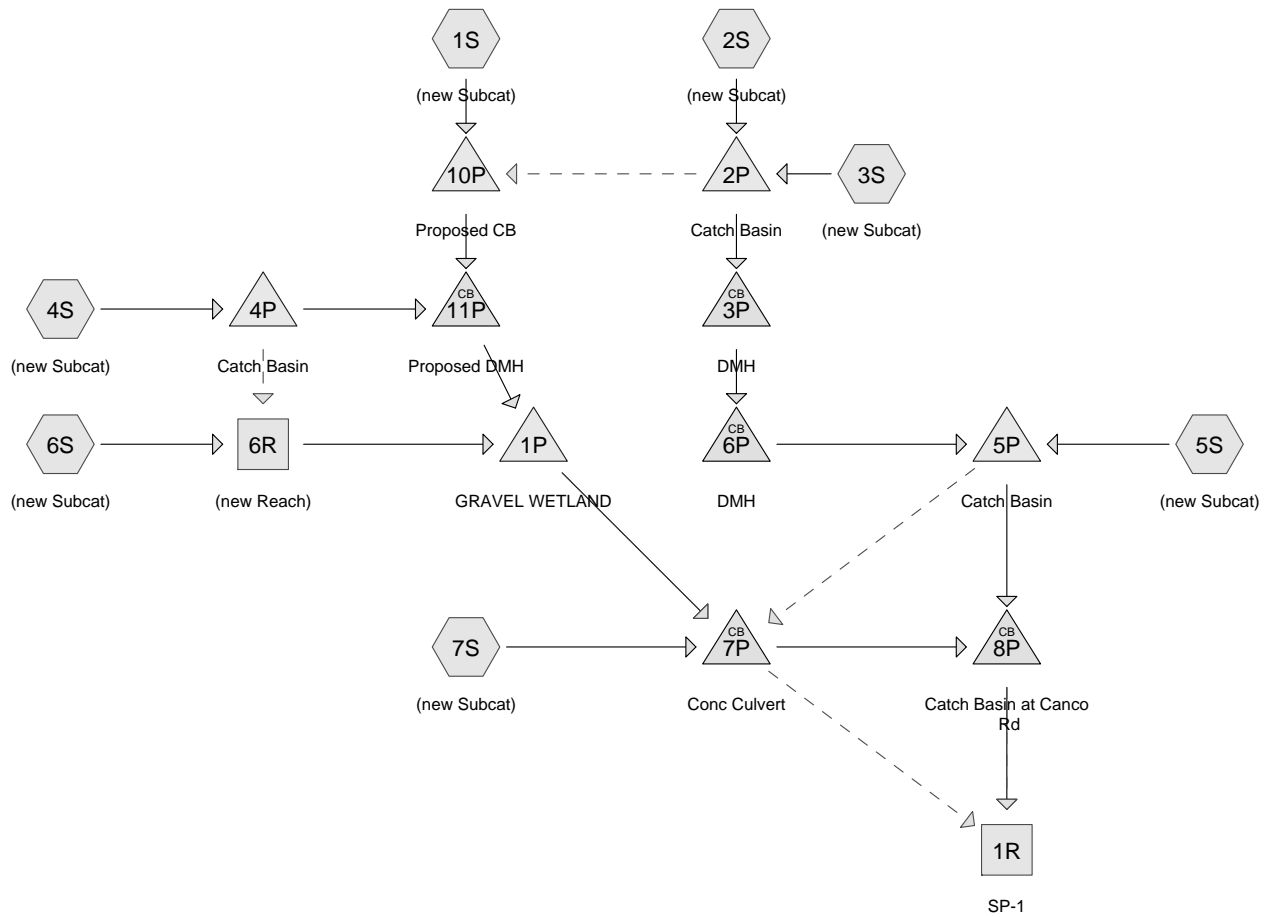 1S
2S
(new Subcat)
(new Subcat)
10P
2P
3S
Proposed CB
Catch Basin
(new Subcat)
4S
4P
CB
11P
CB
3P
(new Subcat)
Catch Basin
Proposed DMH
DMH
6S
6R
1P
CB
6P
5P
5S
(new Subcat)
(new Reach)
GRAVEL WETLAND
DMH
Catch Basin
(new Subcat)
7S
CB
7P
CB
8P
(new Subcat)
Conc Culvert
Catch Basin at Canco
Rd
1R
SP-1